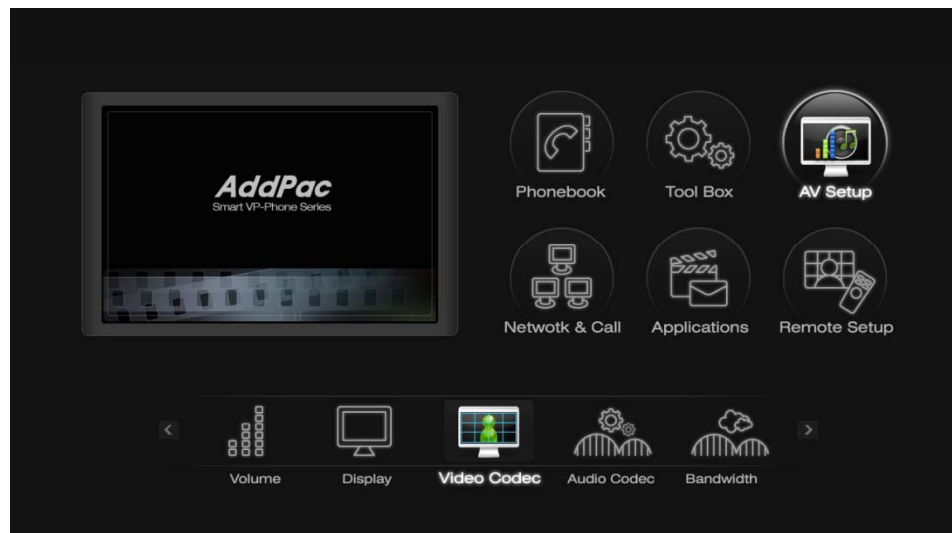 AddPac
Smart VP-Phone Series
Phonebook
Tool Box
AV Setup
Netwotk & Call
Applications
Remote Setup
Volume
Display
Video Codec
Audio Codec
Bandwidth